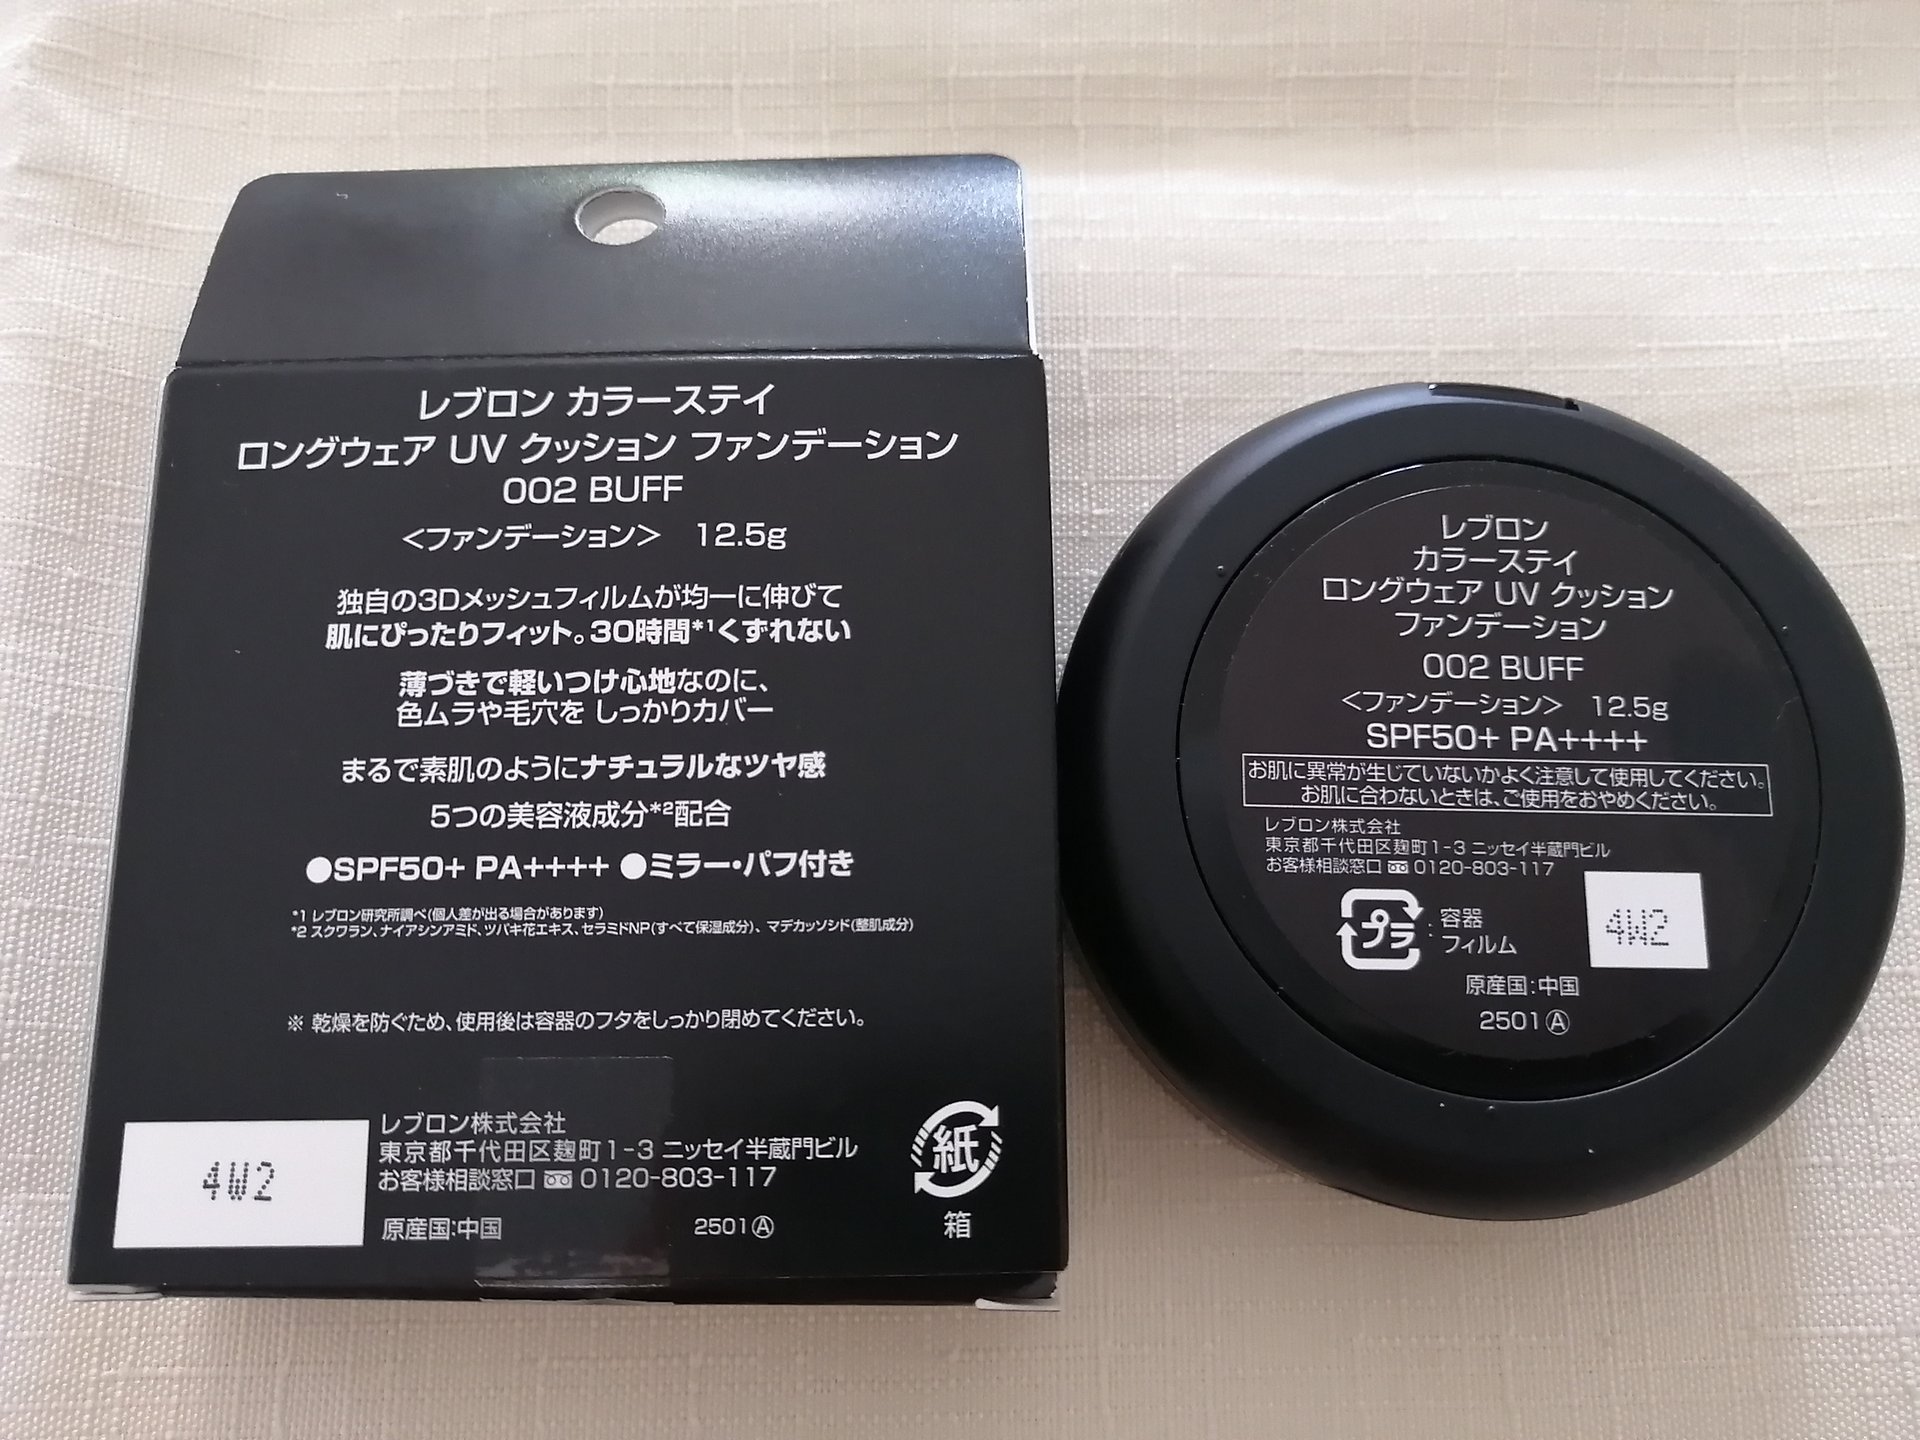 レブロン カラーステイ
ロングウェア UV クッション ファンデーション
002 BUFF
<ファンデーション> 12.5g
独自の3Dメッシュフィルムが均一に伸びて
肌にぴったりフィット。30時間*1くずれない
薄づきで軽いつけ心地なのに、
色ムラや毛穴を しっかりカバー
まるで素肌のようにナチュラルなツヤ感
5つの美容液成分*2配合
●SPF50+ PA++++ ●ミラー・パフ付き
*1 レブロン研究所調べ(個人差が出る場合があります)
*2 スクワラン、ナイアシンアミド、ツバキ花エキス、セラミドNP(すべて保湿成分)、マデカッソシド(整肌成分)
※ 乾燥を防ぐため、使用後は容器のフタをしっかり閉めてください。
レブロン株式会社
東京都千代田区麹町1-3 ニッセイ半蔵門ビル
お客様相談窓口 0120-803-117
原産国:中国 2501Ⓐ
4W2
紙
箱
レブロン
カラーステイ
ロングウェア UV クッション
ファンデーション
002 BUFF
<ファンデーション> 12.5g
SPF50+ PA++++
お肌に異常が生じていないかよく注意して使用してください。
お肌に合わないときは、ご使用をおやめください。
レブロン株式会社
東京都千代田区麹町1-3 ニッセイ半蔵門ビル
お客様相談窓口 0120-803-117
プラ : 容器
フィルム
4W2
原産国:中国
2501Ⓐ